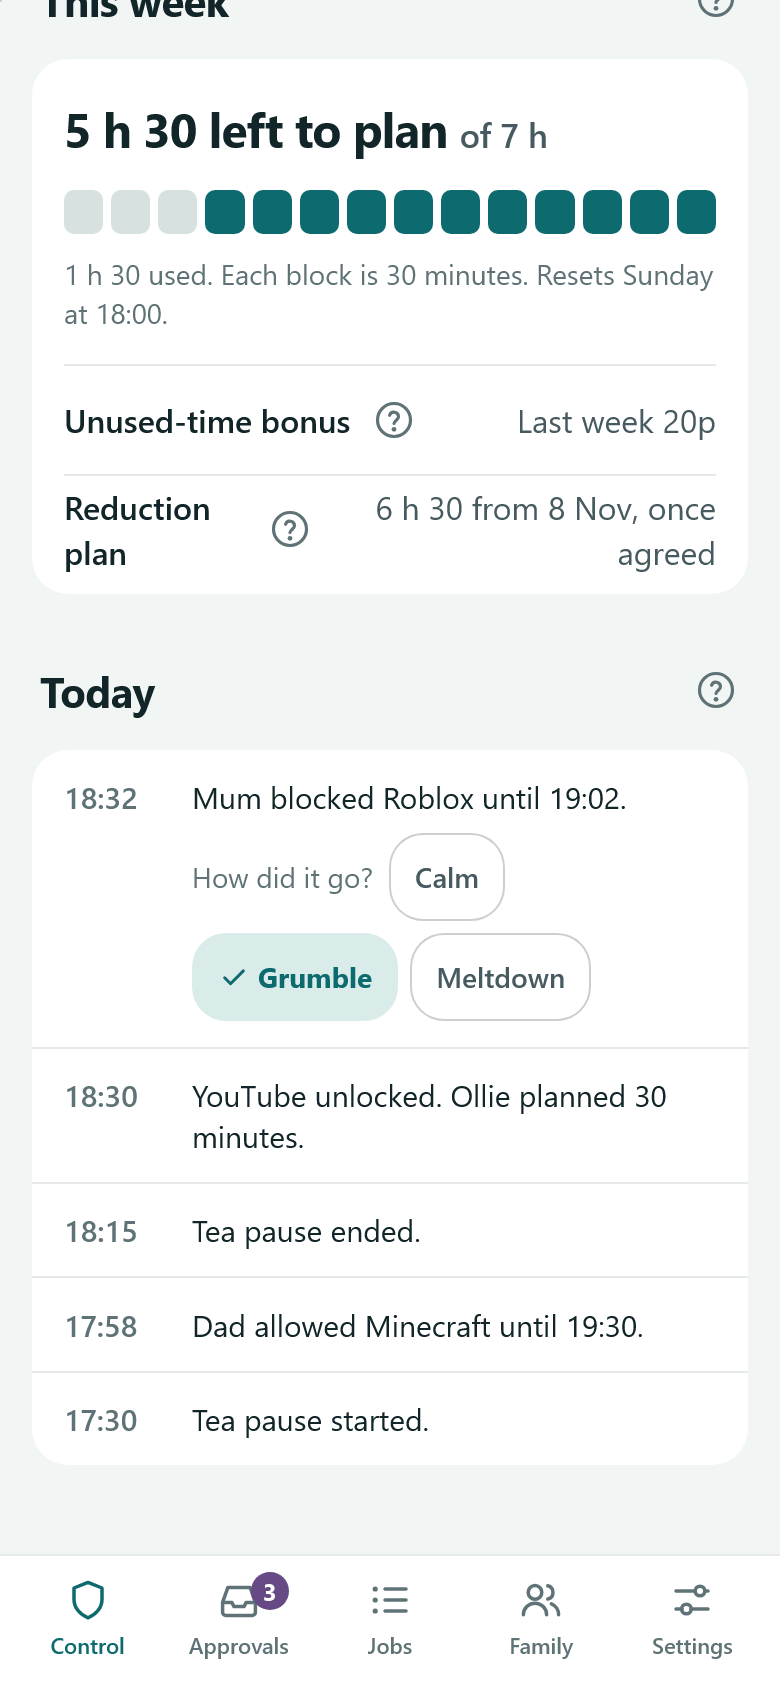 This week
5 h 30 left to plan of 7 h
1 h 30 used. Each block is 30 minutes. Resets Sunday
at 18:00.
Unused-time bonus ? Last week 20p
Reduction plan ? 6 h 30 from 8 Nov, once agreed
Today ?
18:32 Mum blocked Roblox until 19:02.
How did it go? Calm
Grumble Meltdown
18:30 YouTube unlocked. Ollie planned 30
minutes.
18:15 Tea pause ended.
17:58 Dad allowed Minecraft until 19:30.
17:30 Tea pause started.
3
Control Approvals Jobs Family Settings